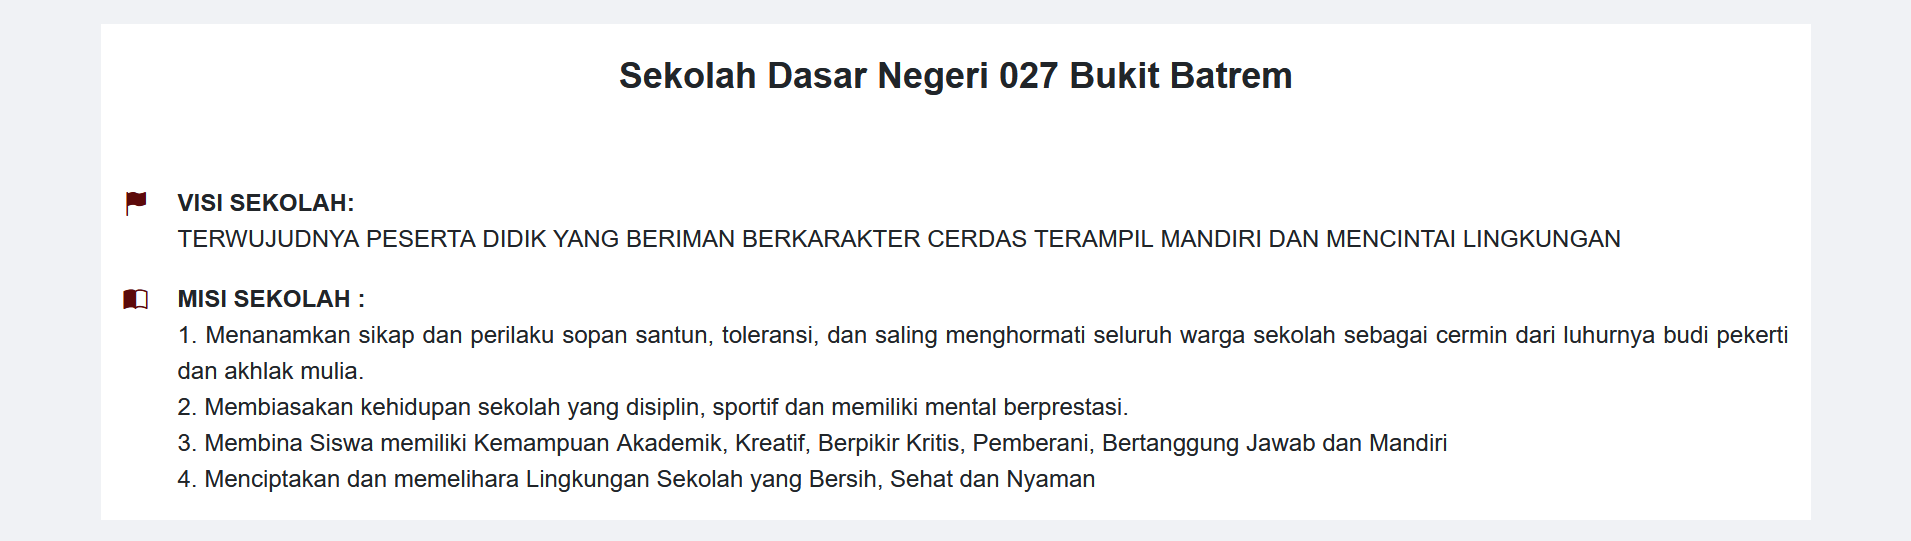 Sekolah Dasar Negeri 027 Bukit Batrem
VISI SEKOLAH:
TERWUJUDNYA PESERTA DIDIK YANG BERIMAN BERKARAKTER CERDAS TERAMPIL MANDIRI DAN MENCINTAI LINGKUNGAN
MISI SEKOLAH :
1. Menanamkan sikap dan perilaku sopan santun, toleransi, dan saling menghormati seluruh warga sekolah sebagai cermin dari luhurnya budi pekerti
dan akhlak mulia.
2. Membiasakan kehidupan sekolah yang disiplin, sportif dan memiliki mental berprestasi.
3. Membina Siswa memiliki Kemampuan Akademik, Kreatif, Berpikir Kritis, Pemberani, Bertanggung Jawab dan Mandiri
4. Menciptakan dan memelihara Lingkungan Sekolah yang Bersih, Sehat dan Nyaman